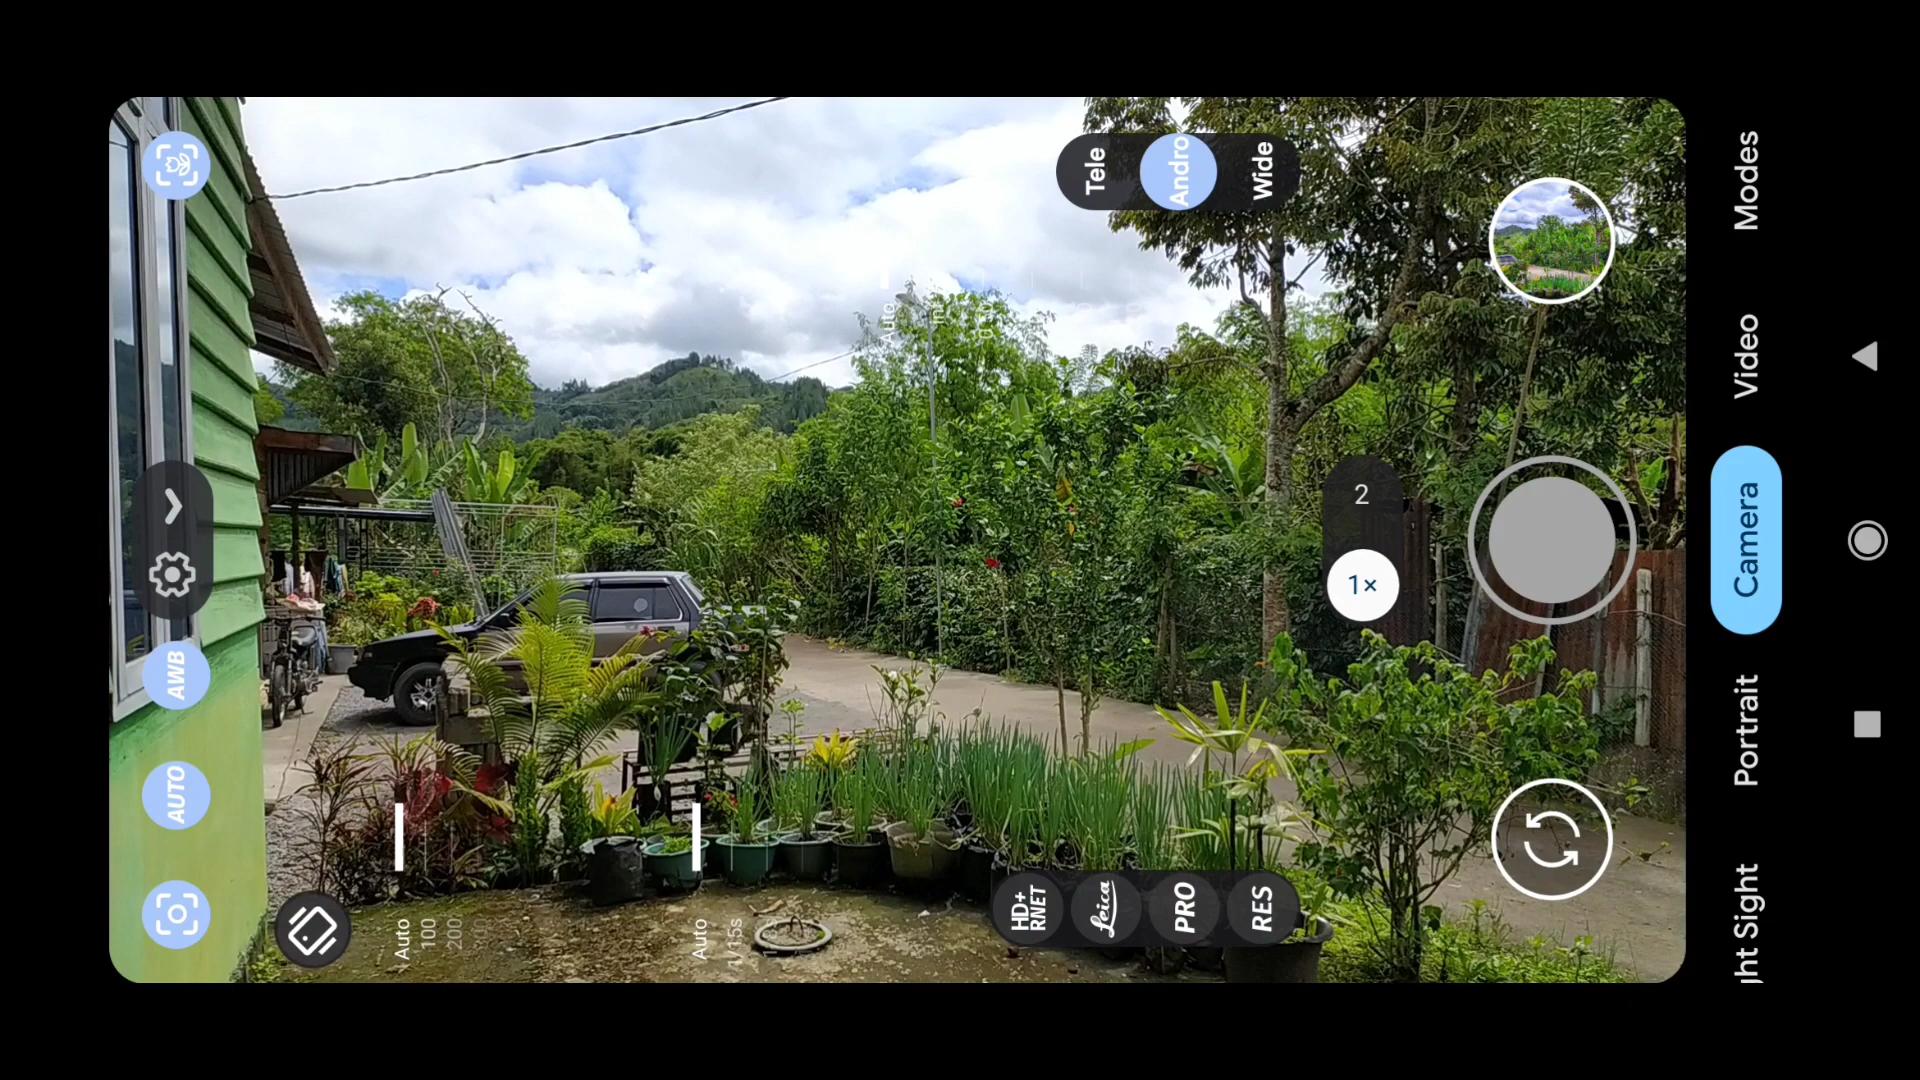 Tele
Andro
Wide
Modes
Video
Camera
Portrait
ht Sight
2
1×
AWB
AUTO
Auto
100
200
Auto
1/15s
HD+
RNET
Leica
PRO
RES